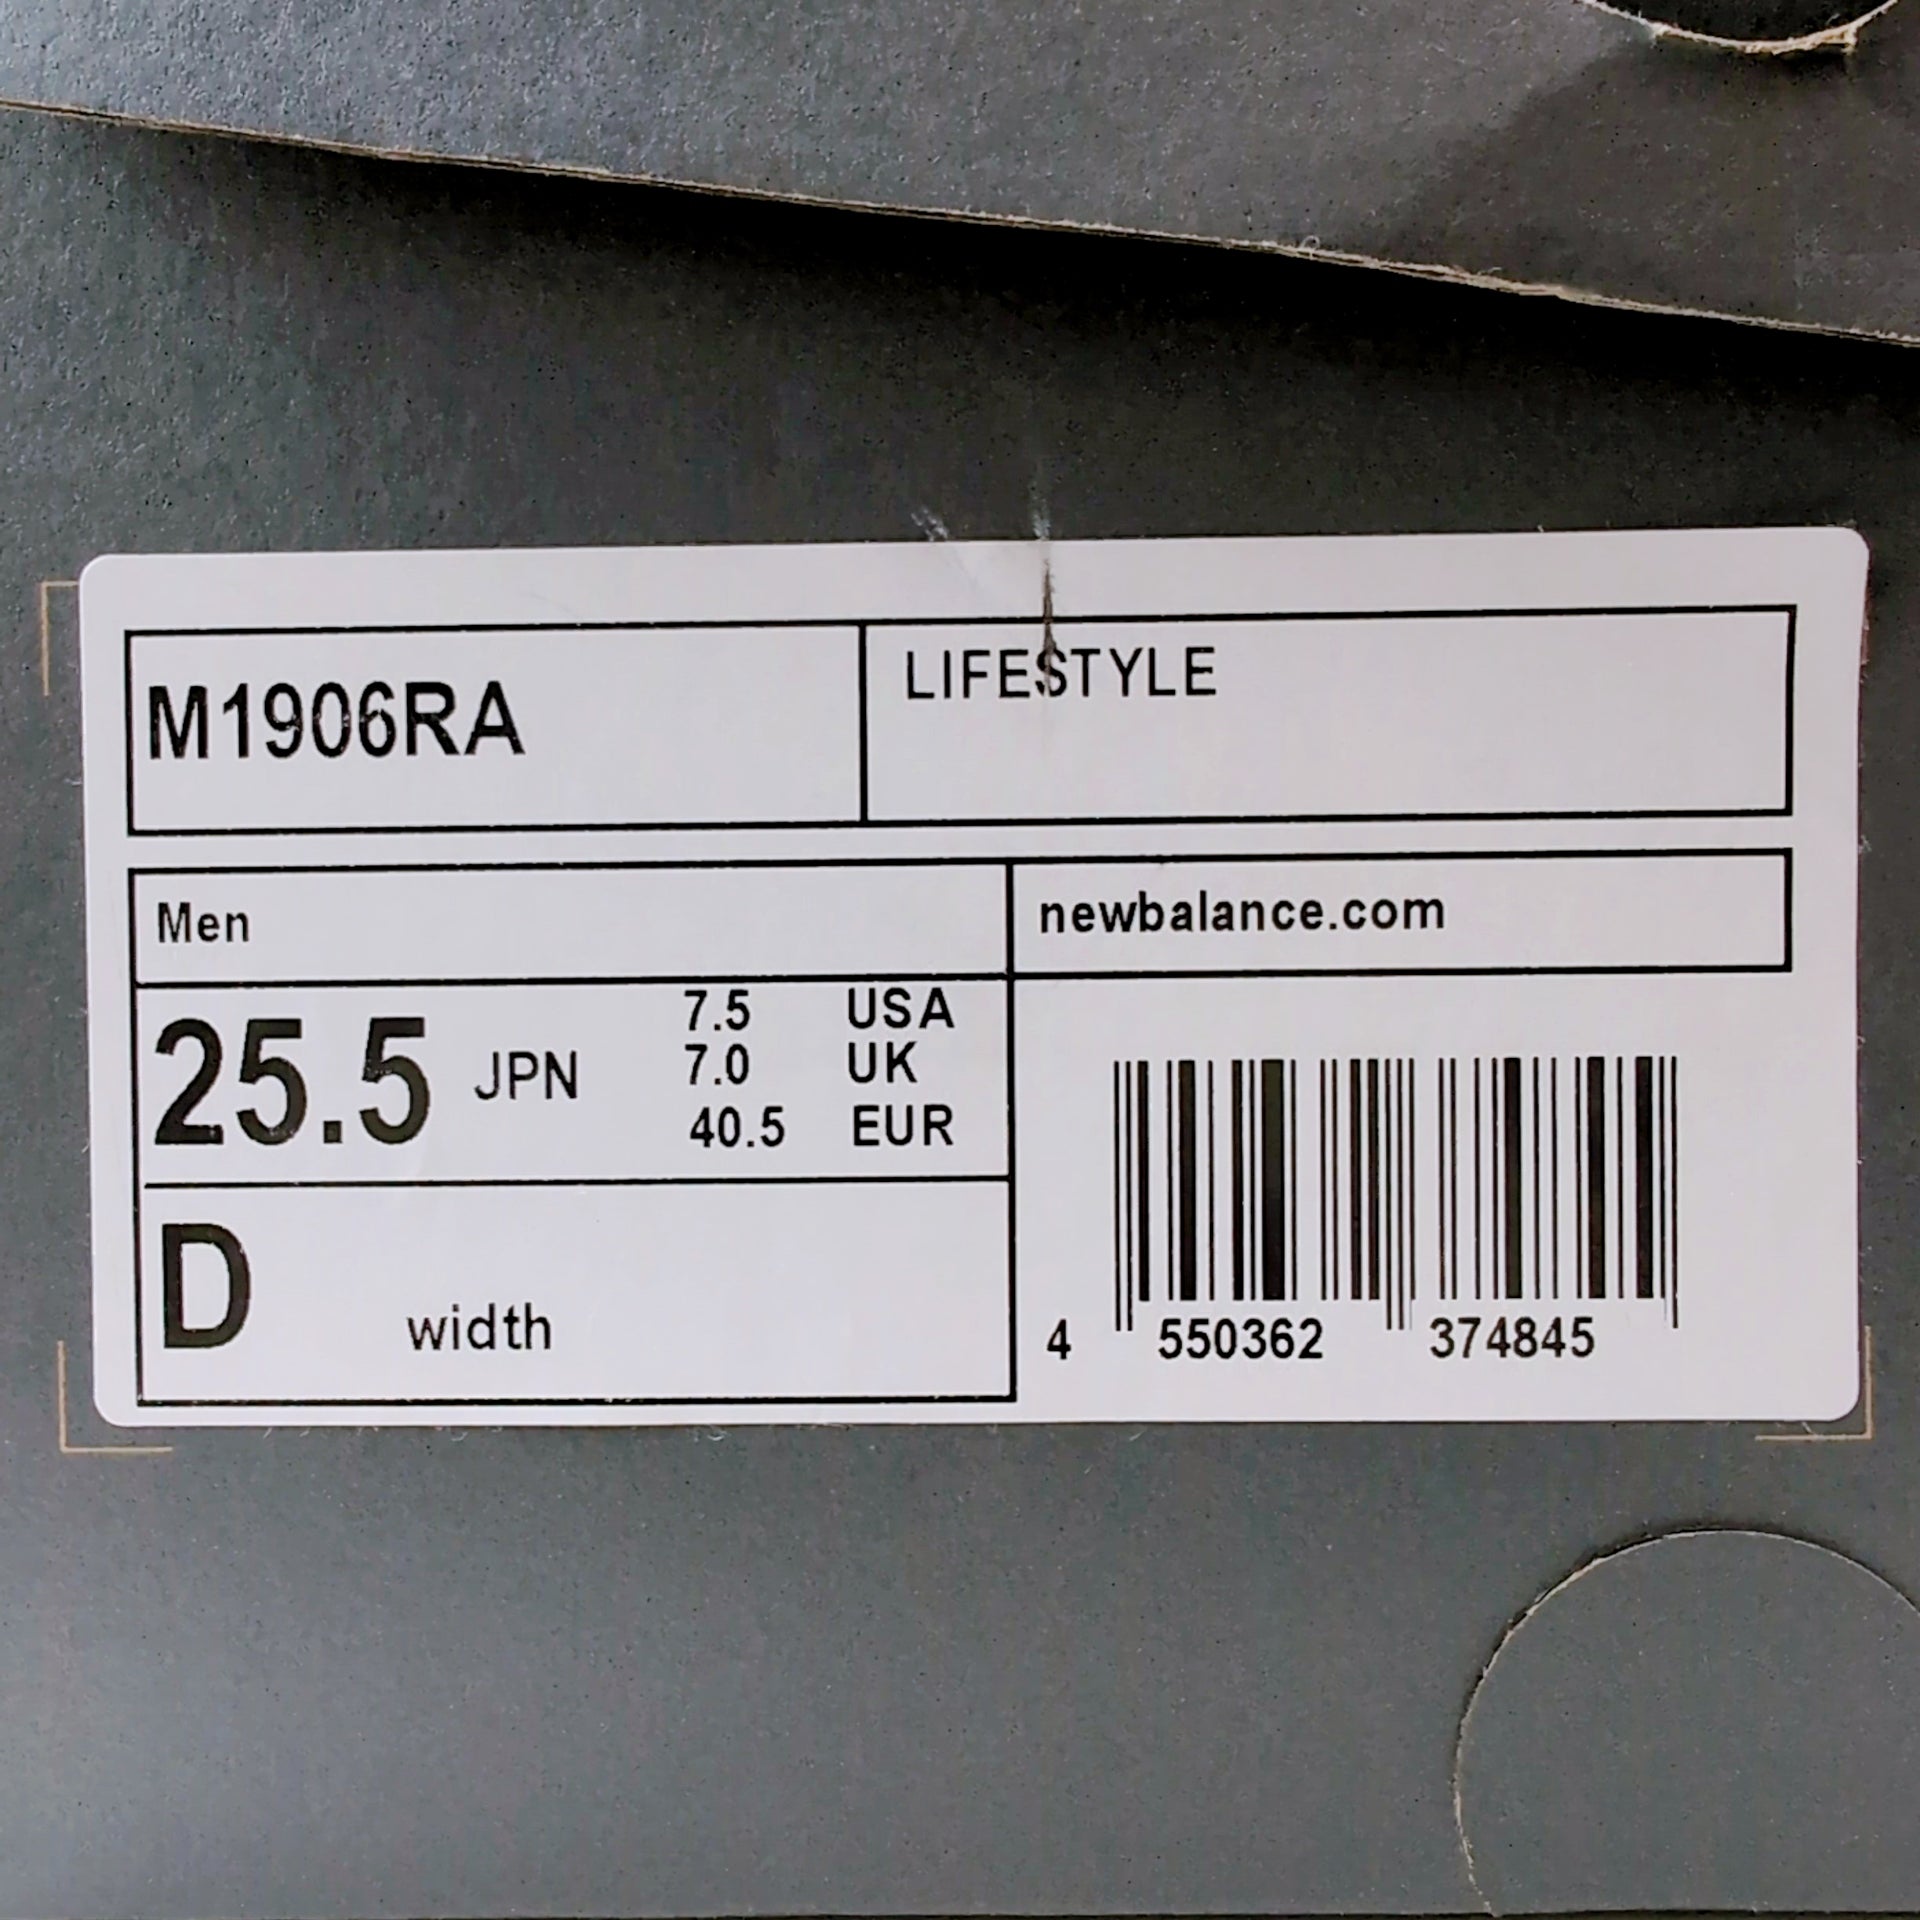 M1906RA
LIFESTYLE
Men
newbalance.com
25.5 JPN
7.5 USA
7.0 UK
40.5 EUR
D width
4 550362 374845